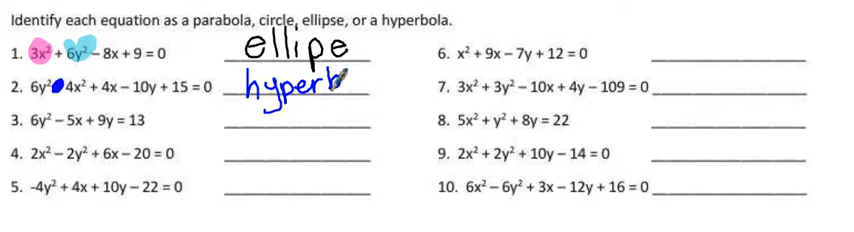 Identify each equation as a parabola, circle, ellipse, or a hyperbola.
1. 3x² + 6y² – 8x + 9 = 0 ellipe
2. 6y² 4x² + 4x – 10y + 15 = 0 hyperb
3. 6y² – 5x + 9y = 13
4. 2x² – 2y² + 6x – 20 = 0
5. -4y² + 4x + 10y – 22 = 0
6. x² + 9x – 7y + 12 = 0
7. 3x² + 3y² – 10x + 4y – 109 = 0
8. 5x² + y² + 8y = 22
9. 2x² + 2y² + 10y – 14 = 0
10. 6x² – 6y² + 3x – 12y + 16 = 0